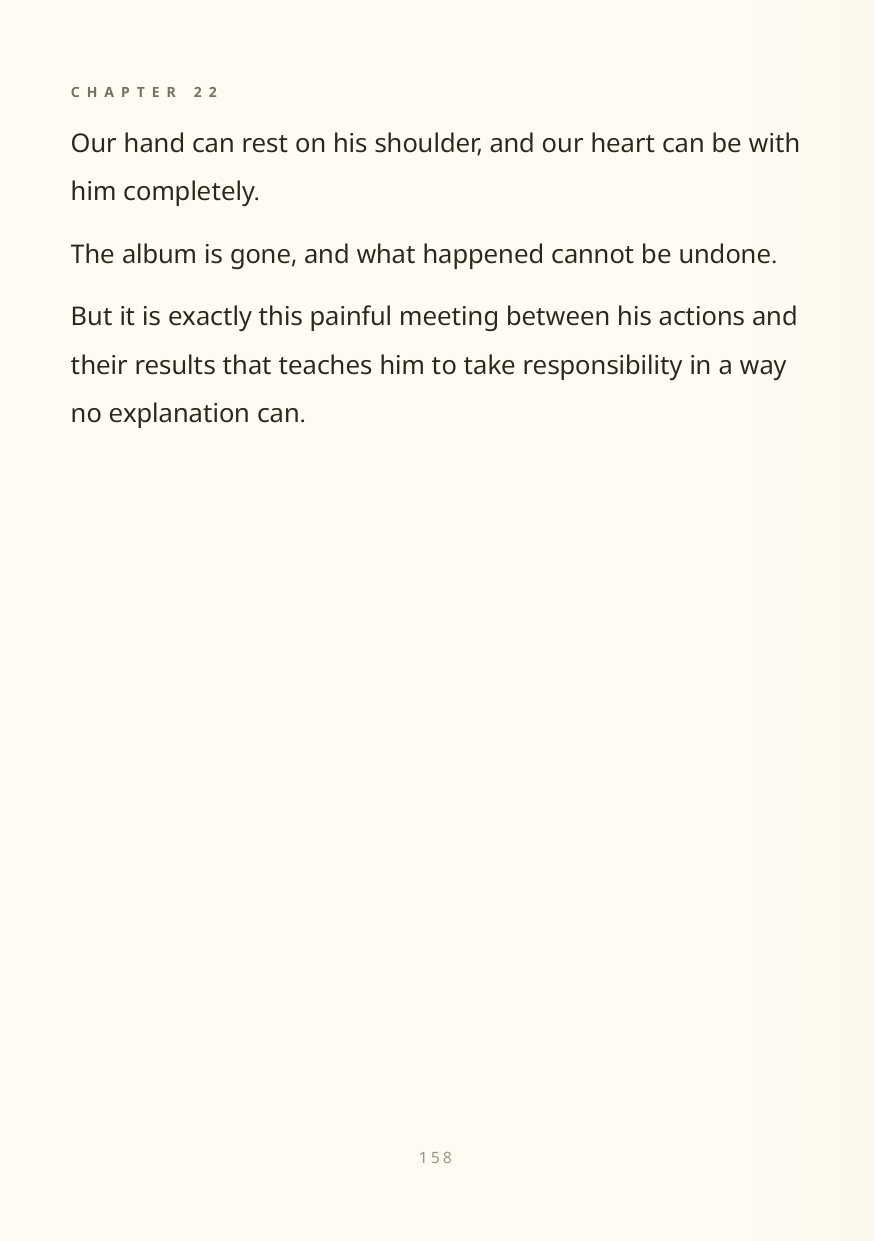 CHAPTER 22
Our hand can rest on his shoulder, and our heart can be with
him completely.
The album is gone, and what happened cannot be undone.
But it is exactly this painful meeting between his actions and
their results that teaches him to take responsibility in a way
no explanation can.
158